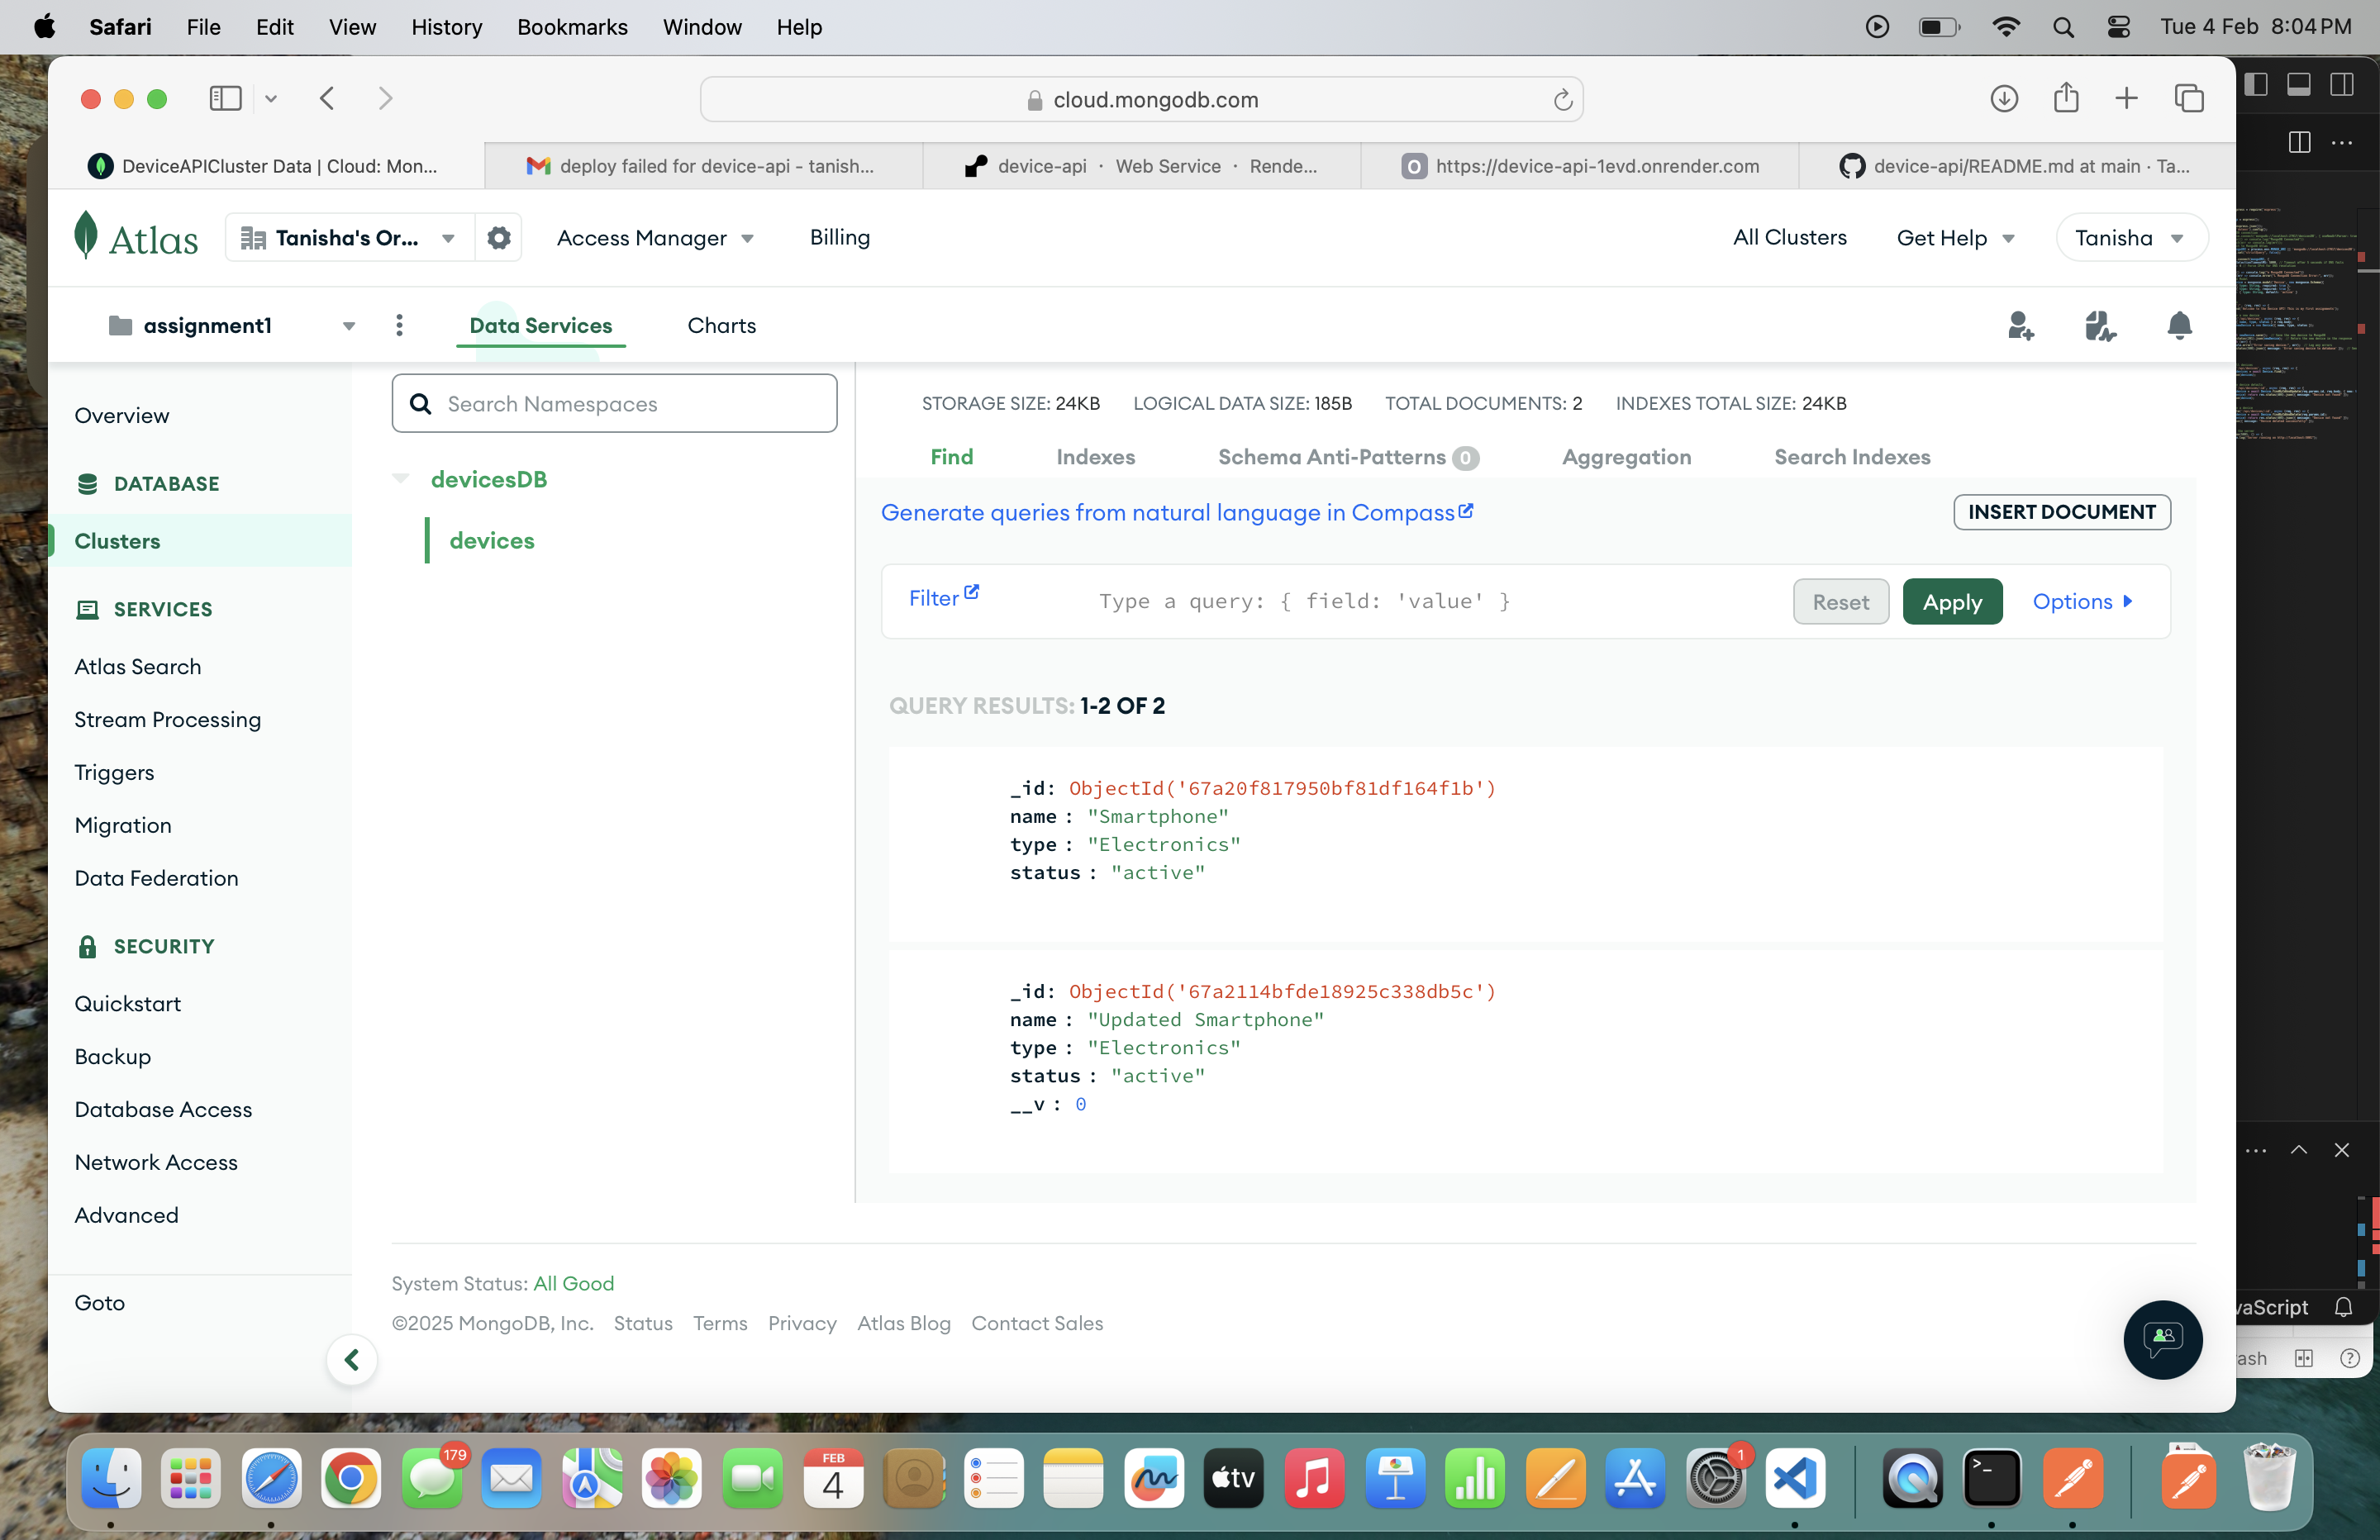 Safari File Edit View History Bookmarks Window Help Tue 4 Feb 8:04 PM
cloud.mongodb.com
DeviceAPICluster Data | Cloud: Mon...
deploy failed for device-api - tanish...
device-api · Web Service · Rende...
https://device-api-1evd.onrender.com
device-api/README.md at main · Ta...
Atlas
Tanisha's Or...
Access Manager
Billing
All Clusters
Get Help
Tanisha
assignment1
Data Services
Charts
Overview
DATABASE
Clusters
SERVICES
Atlas Search
Stream Processing
Triggers
Migration
Data Federation
SECURITY
Quickstart
Backup
Database Access
Network Access
Advanced
Goto
Search Namespaces
devicesDB
devices
STORAGE SIZE: 24KB LOGICAL DATA SIZE: 185B TOTAL DOCUMENTS: 2 INDEXES TOTAL SIZE: 24KB
Find Indexes Schema Anti-Patterns 0 Aggregation Search Indexes
Generate queries from natural language in Compass
INSERT DOCUMENT
Filter
Type a query: { field: 'value' }
Reset
Apply
Options
QUERY RESULTS: 1-2 OF 2
_id: ObjectId('67a20f817950bf81df164f1b')
name : "Smartphone"
type : "Electronics"
status : "active"
_id: ObjectId('67a2114bfde18925c338db5c')
name : "Updated Smartphone"
type : "Electronics"
status : "active"
__v : 0
System Status: All Good
©2025 MongoDB, Inc. Status Terms Privacy Atlas Blog Contact Sales
vaScript
ash
179
FEB
4
tv
1